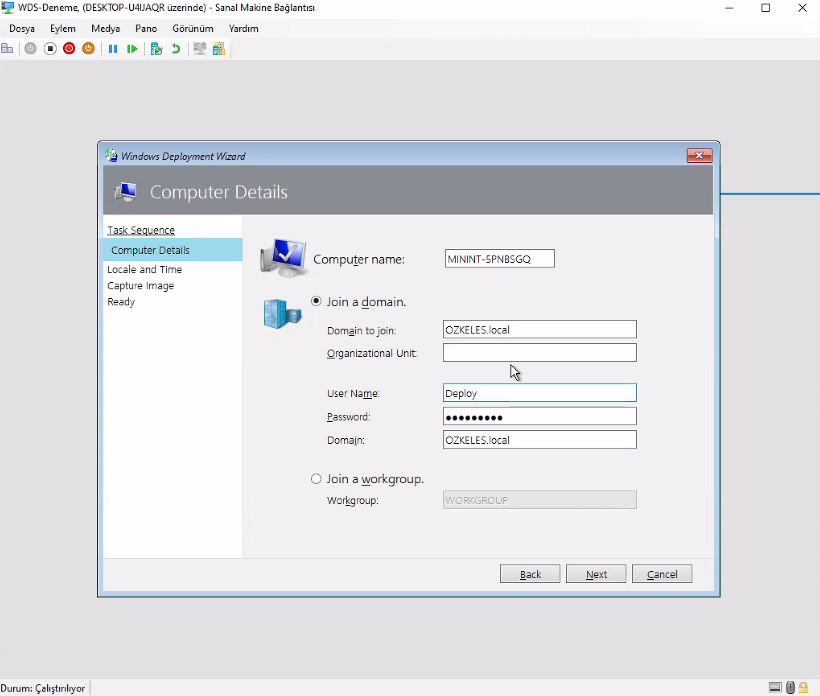 WDS-Deneme, (DESKTOP-U4IJAQR üzerinde) - Sanal Makine Bağlantısı
Dosya Eylem Medya Pano Görünüm Yardım
Windows Deployment Wizard
Computer Details
Task Sequence
Computer Details
Locale and Time
Capture Image
Ready
Computer name: MININT-5PNBSGQ
Join a domain.
Domain to join: OZKELES.local
Organizational Unit:
User Name: Deploy
Password: ●●●●●●●●●
Domain: OZKELES.local
Join a workgroup.
Workgroup: WORKGROUP
Back Next Cancel
Durum: Çalıştırılıyor